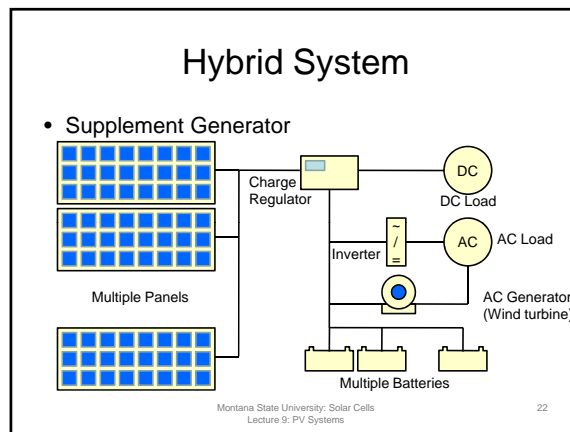 Hybrid System
• Supplement Generator
Charge
Regulator
DC
DC Load
Inverter
~
/
=
AC
AC Load
Multiple Panels
AC Generator
(Wind turbine)
Multiple Batteries
Montana State University: Solar Cells
Lecture 9: PV Systems
22